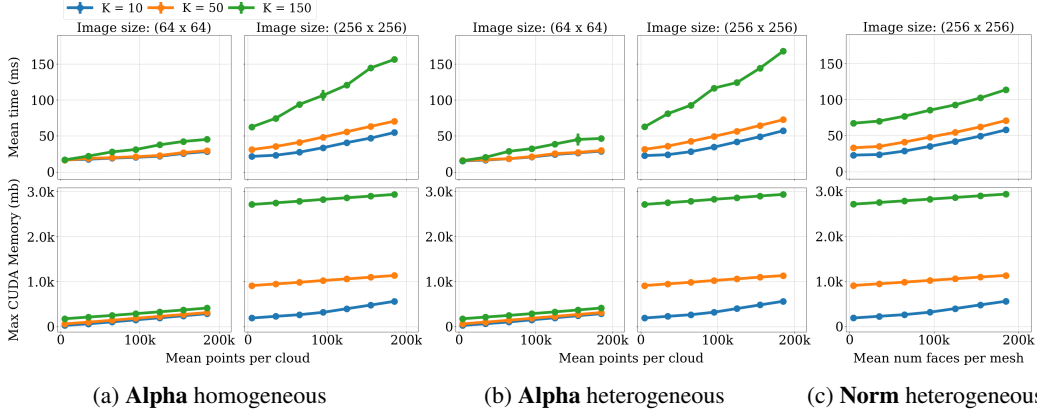 K = 10 K = 50 K = 150
Image size: (64 x 64) Image size: (256 x 256) Image size: (64 x 64) Image size: (256 x 256) Image size: (256 x 256)
Mean time (ms)
150 150 150
100 100 100
50 50 50
0 0 0
Max CUDA Memory (mb)
3.0k 3.0k 3.0k
2.0k 2.0k 2.0k
1.0k 1.0k 1.0k
0 0 0
0 100k 200k 0 100k 200k 0 100k 200k 0 100k 200k 0 100k 200k
Mean points per cloud Mean points per cloud Mean num faces per mesh
(a) Alpha homogeneous (b) Alpha heterogeneous (c) Norm heterogeneous